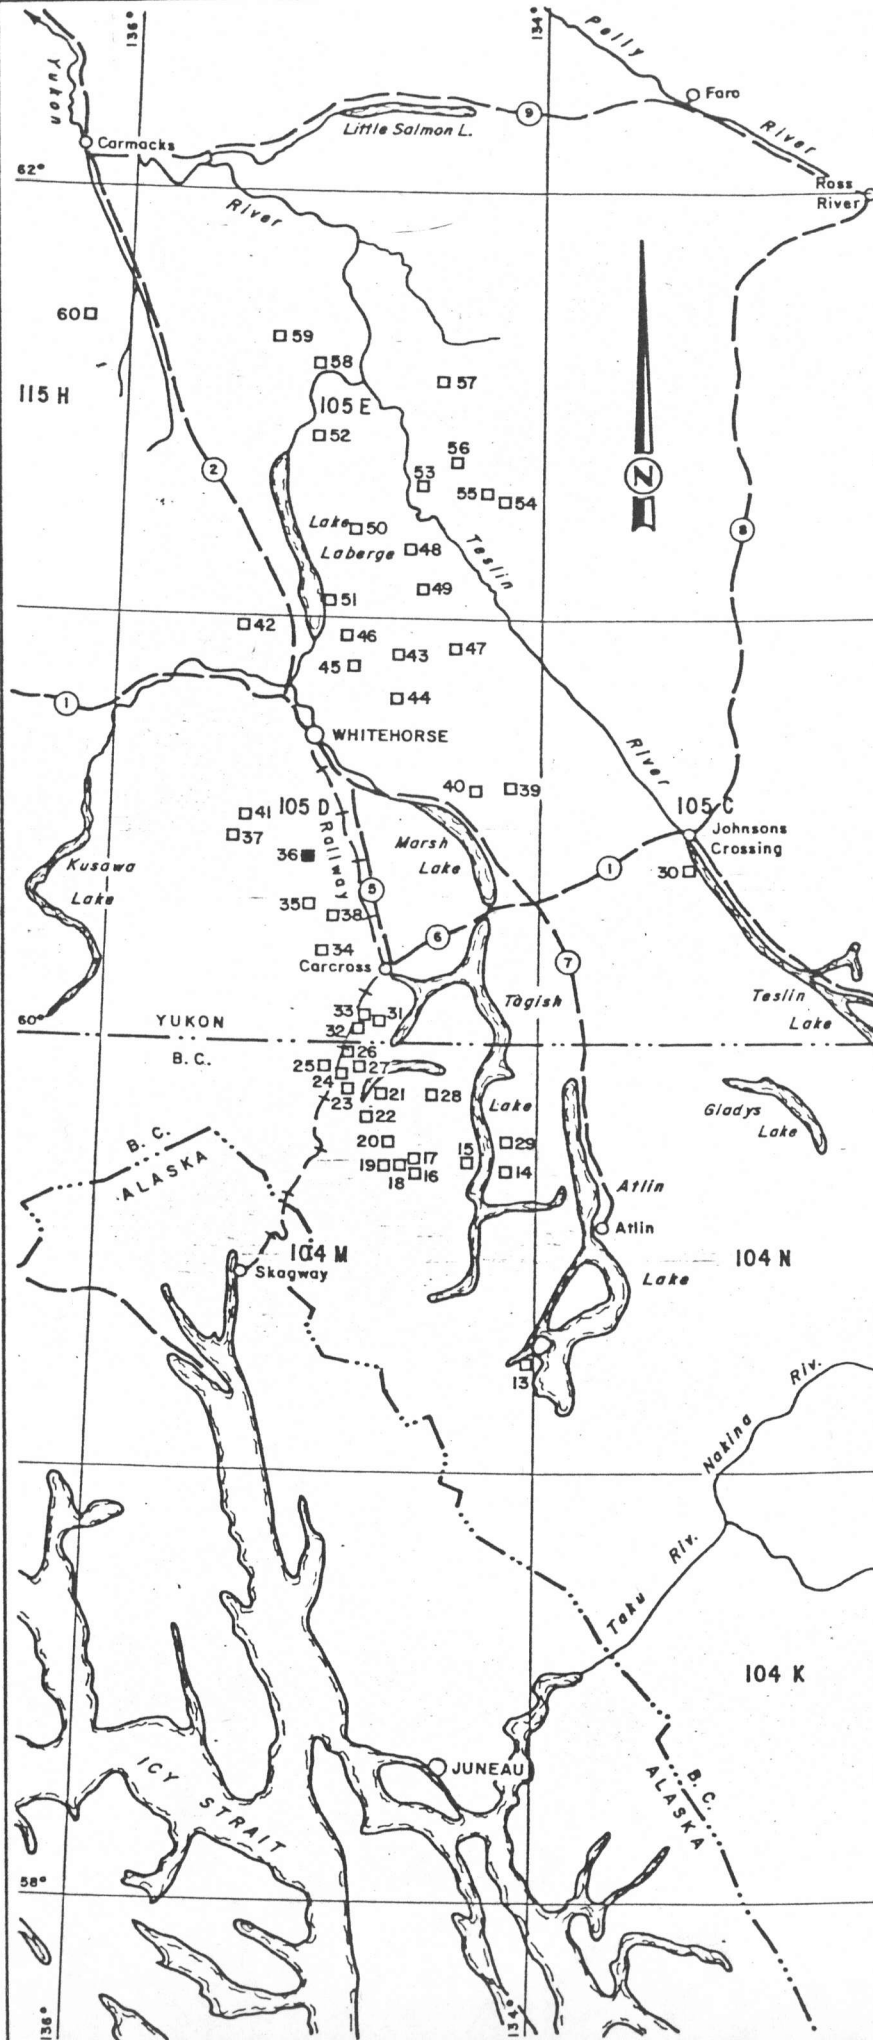 136°
134°
Pelly
Yukon
Faro
9
Carmacks
Little Salmon L.
River
62°
Ross
River
River
60
59
58
57
115 H
105 E
52
56
2
53
N
55
54
Lake
50
8
Laberge
48
Teslin
49
51
42
46
43
47
45
44
1
WHITEHORSE
River
40
39
41
105 D
105 C
37
Railway
Johnsons
Crossing
36
Marsh
Lake
Kusawa
Lake
1
30
5
35
38
6
34
Carcross
7
Tagish
Teslin
Lake
33
31
60°
YUKON
32
B.C.
26
25
27
24
23
21
28
Lake
Gladys
Lake
22
B.C.
ALASKA
20
17
15
29
19
18
16
14
Atlin
Atlin
104 M
104 N
Skagway
Lake
13
Nakina
Riv.
Taku
Riv.
104 K
JUNEAU
ICY
STRAIT
B.C.
ALASKA
58°
136°
134°